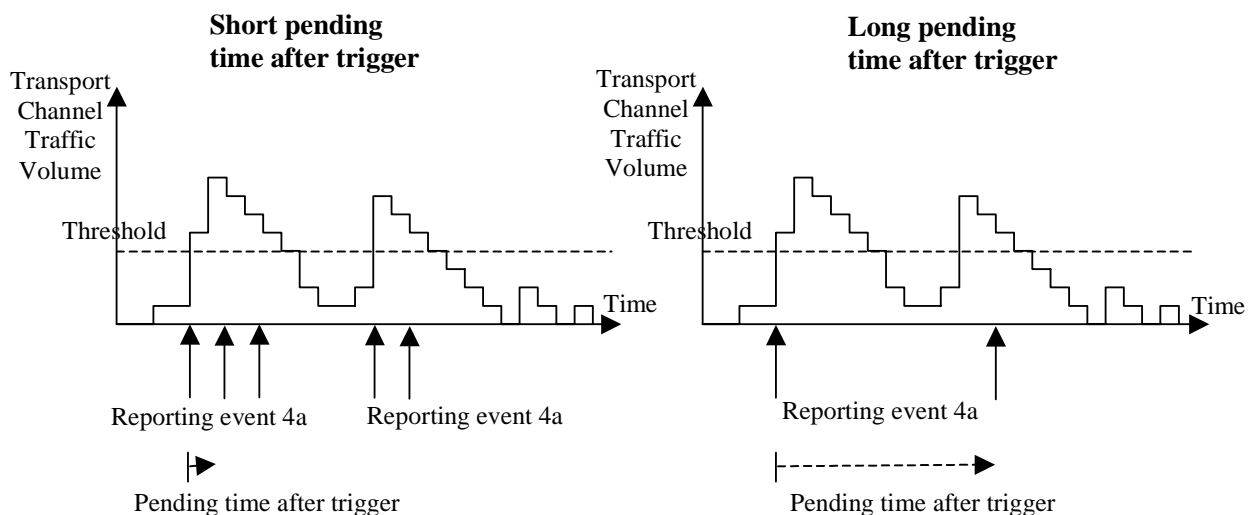 Short pending
time after trigger
Transport
Channel
Traffic
Volume
Threshold
Time
Reporting event 4a
Reporting event 4a
Pending time after trigger
Long pending
time after trigger
Transport
Channel
Traffic
Volume
Threshold
Time
Reporting event 4a
Pending time after trigger